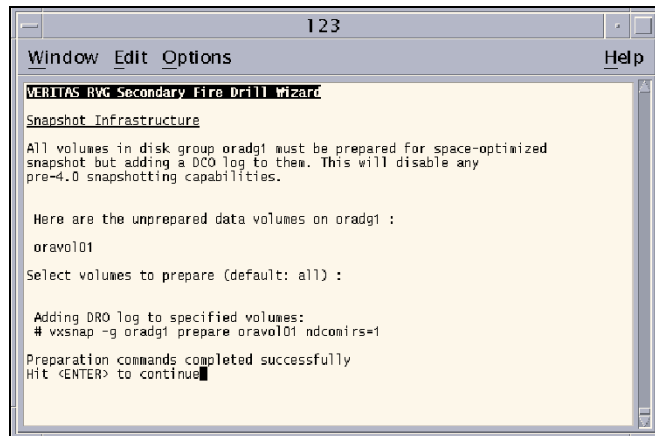 123
Window Edit Options Help
VERITAS RVG Secondary Fire Drill Wizard
Snapshot Infrastructure
All volumes in disk group oradg1 must be prepared for space-optimized
snapshot but adding a DCO log to them. This will disable any
pre-4.0 snapshotting capabilities.
Here are the unprepared data volumes on oradg1 :
oravol01
Select volumes to prepare (default: all) :
Adding DRO log to specified volumes:
# vxsnap -g oradg1 prepare oravol01 ndcomirs=1
Preparation commands completed successfully
Hit <ENTER> to continue